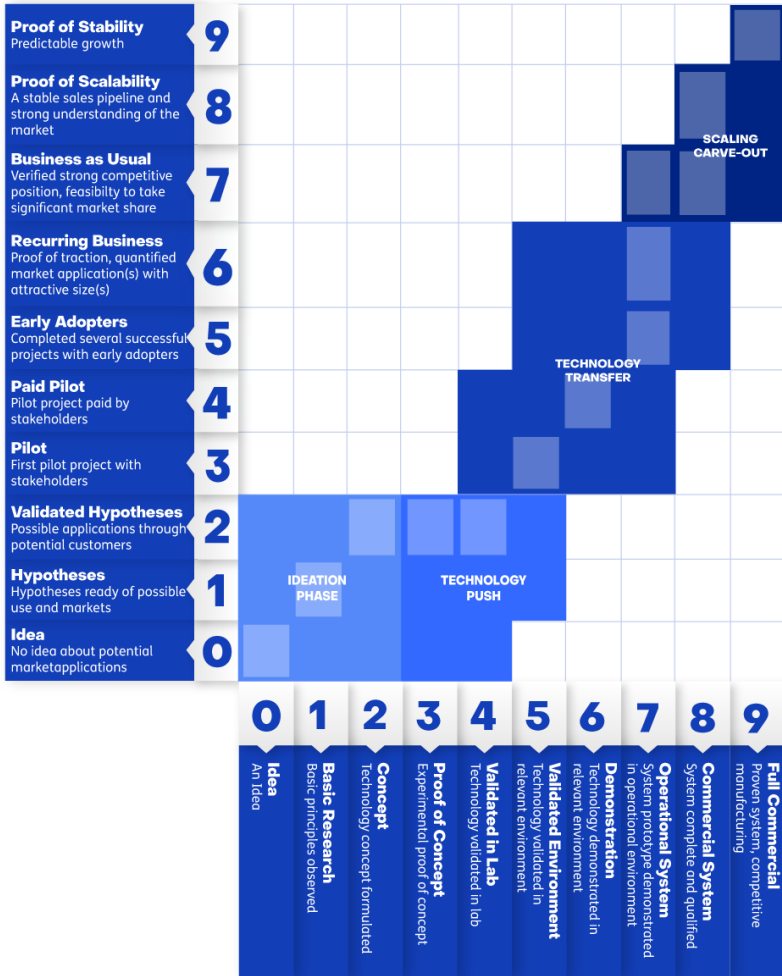 Proof of Stability
Predictable growth
9
Proof of Scalability
A stable sales pipeline and
strong understanding of the
market
8
Business as Usual
Verified strong competitive
position, feasibilty to take
significant market share
7
Recurring Business
Proof of traction, quantified
market application(s) with
attractive size(s)
6
Early Adopters
Completed several successful
projects with early adopters
5
Paid Pilot
Pilot project paid by
stakeholders
4
Pilot
First pilot project with
stakeholders
3
Validated Hypotheses
Possible applications through
potential customers
2
Hypotheses
Hypotheses ready of possible
use and markets
1
Idea
No idea about potential
marketapplications
0
SCALING
CARVE-OUT
TECHNOLOGY
TRANSFER
IDEATION
PHASE
TECHNOLOGY
PUSH
0
Idea
An Idea
1
Basic Research
Basic principles observed
2
Concept
Technology concept formulated
3
Proof of Concept
Experimental proof of concept
4
Validated in Lab
Technology validated in lab
5
Validated Environment
Technology validated in
relevant environment
6
Demonstration
Technology demonstrated in
relevant environment
7
Operational System
System prototype demonstrated
in operational environment
8
Commercial System
System complete and qualified
9
Full Commercial
Proven system, competitive
manufacturing